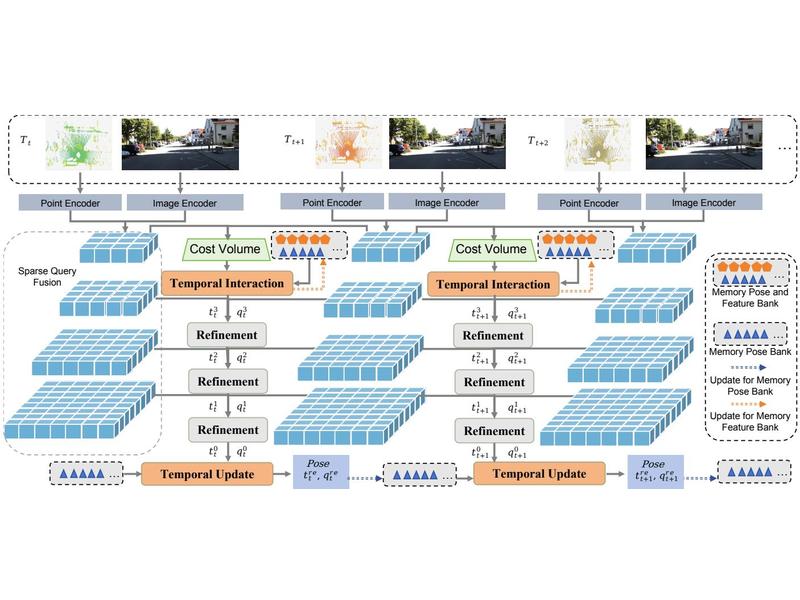 T_t
T_{t+1}
T_{t+2}
...
Point Encoder
Image Encoder
Point Encoder
Image Encoder
Point Encoder
Image Encoder
Sparse Query
Fusion
Cost Volume
...
Cost Volume
...
Temporal Interaction
Temporal Interaction
t_t^3 q_t^3
t_{t+1}^3 q_{t+1}^3
Refinement
Refinement
t_t^2 q_t^2
t_{t+1}^2 q_{t+1}^2
Refinement
Refinement
t_t^1 q_t^1
t_{t+1}^1 q_{t+1}^1
Refinement
Refinement
t_t^0 q_t^0
t_{t+1}^0 q_{t+1}^0
...
Temporal Update
Pose
t_t^{re}, q_t^{re}
...
Temporal Update
Pose
t_{t+1}^{re}, q_{t+1}^{re}
...
...
Memory Pose and
Feature Bank
...
Memory Pose Bank
Update for Memory
Pose Bank
Update for Memory
Feature Bank